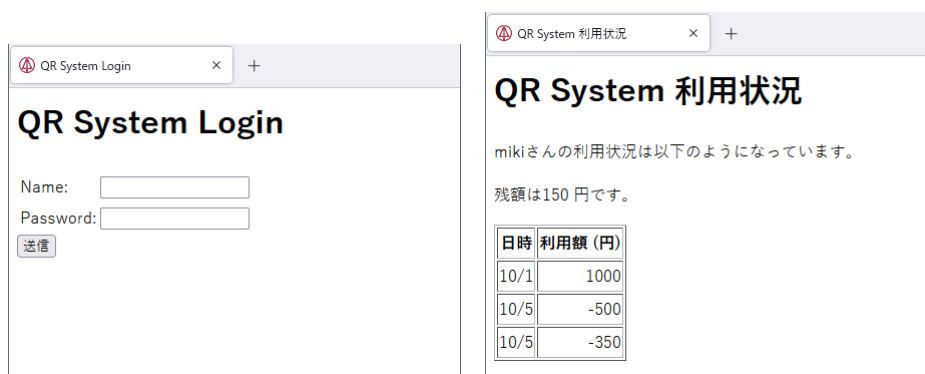 QR System Login
QR System Login
Name:
Password:
送信
QR System 利用状況
QR System 利用状況
mikiさんの利用状況は以下のようになっています。
残額は150 円です。
日時 利用額 (円)
10/1 1000
10/5 -500
10/5 -350